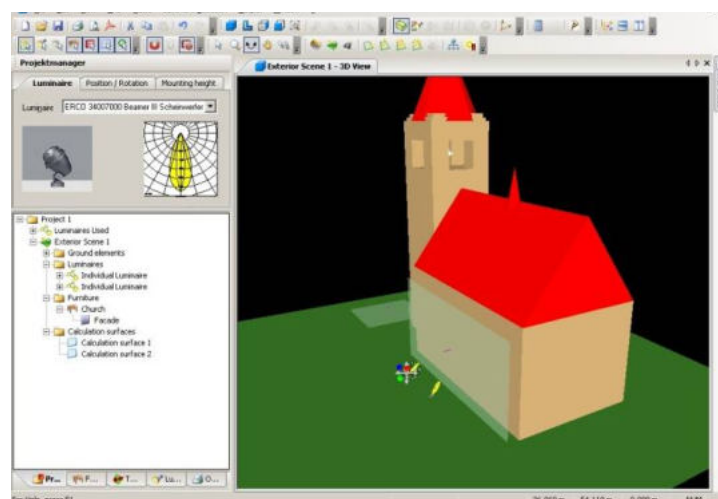 Projektmanager
Exterior Scene 1 - 3D View
Luminaire
Position / Rotation
Mounting height
Luminaire
ERCO 34007000 Beamer III Scheinwerfer
Project 1
Luminaires Used
Exterior Scene 1
Ground elements
Luminaires
Individual Luminaire
Individual Luminaire
Furniture
Church
Facade
Calculation surfaces
Calculation surface 1
Calculation surface 2
Pr...
F...
T...
Lu...
O...